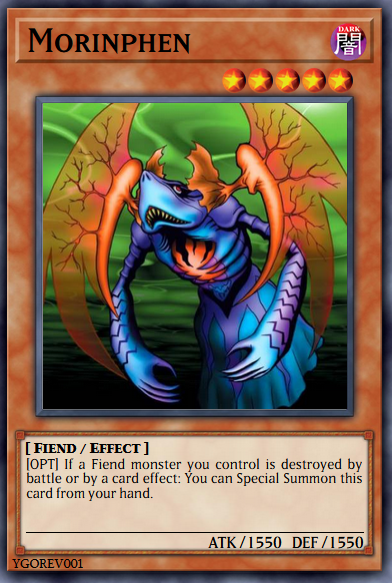 Morinphen
DARK
闇
[ Fiend / Effect ]
[OPT] If a Fiend monster you control is destroyed by
battle or by a card effect: You can Special Summon this
card from your hand.
ATK / 1550 DEF / 1550
YGOREV001